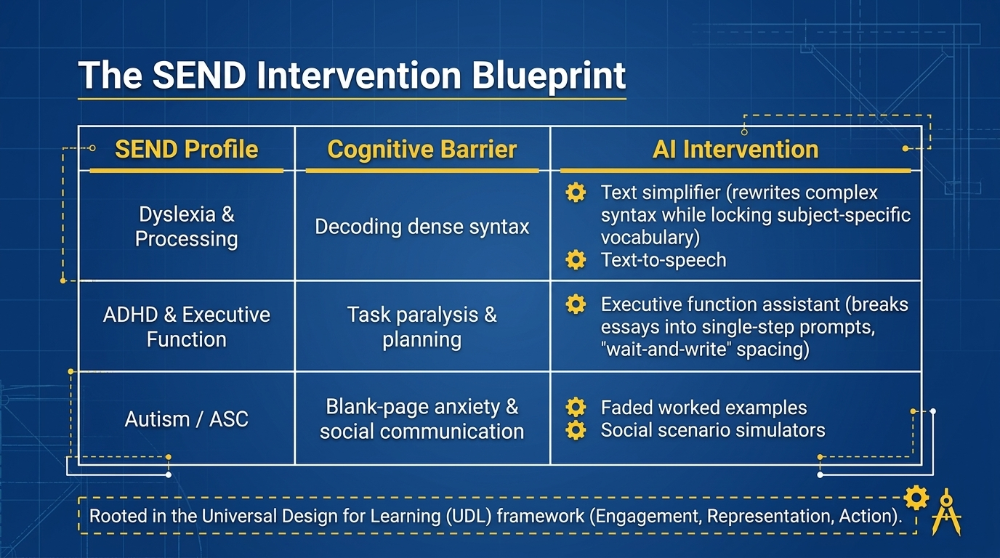 The SEND Intervention Blueprint
SEND Profile
Cognitive Barrier
AI Intervention
Dyslexia &
Processing
Decoding dense syntax
Text simplifier (rewrites complex
syntax while locking subject-specific
vocabulary)
Text-to-speech
ADHD & Executive
Function
Task paralysis &
planning
Executive function assistant (breaks
essays into single-step prompts,
"wait-and-write" spacing)
Autism / ASC
Blank-page anxiety &
social communication
Faded worked examples
Social scenario simulators
Rooted in the Universal Design for Learning (UDL) framework (Engagement, Representation, Action).